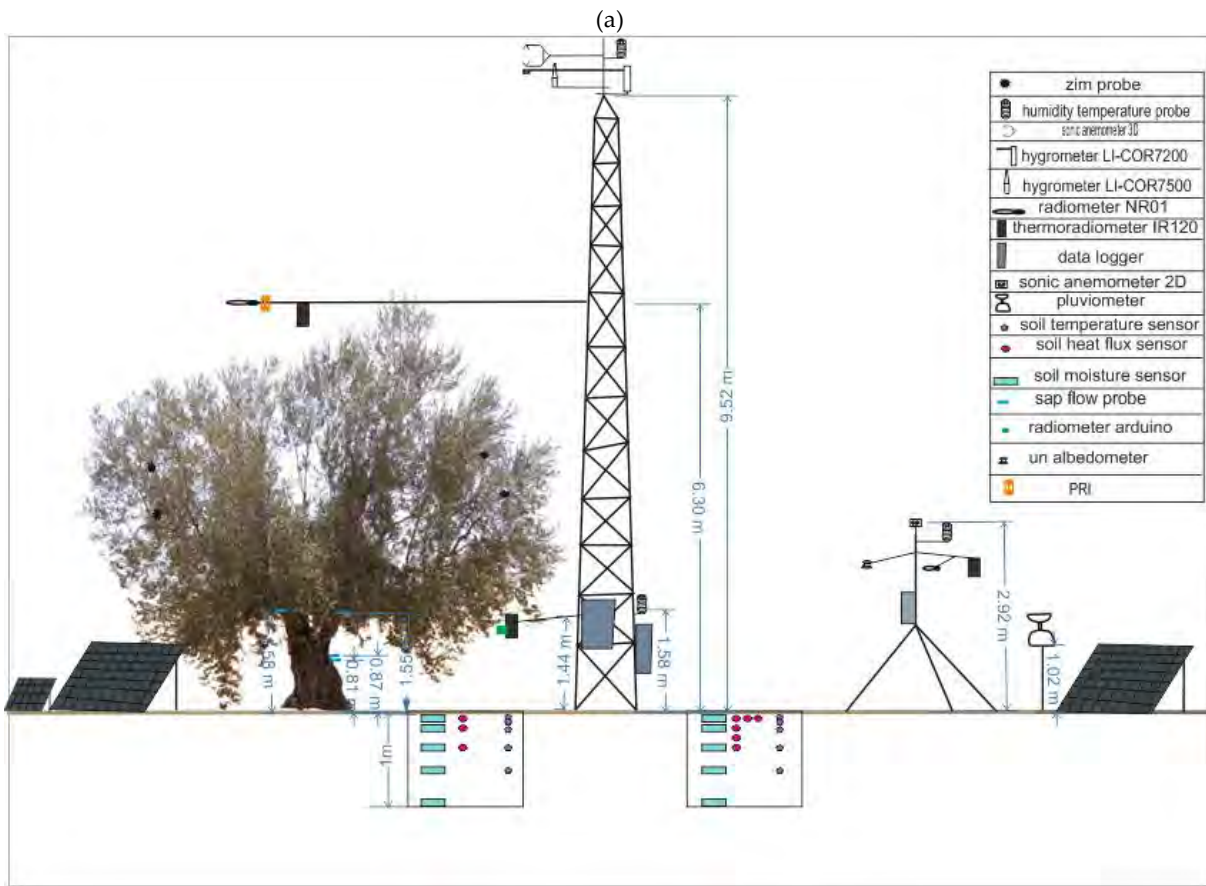 (a)
zim probe
humidity temperature probe
sonic anemometer 3D
hygrometer LI-COR7200
hygrometer LI-COR7500
radiometer NR01
thermoradiometer IR120
data logger
sonic anemometer 2D
pluviometer
soil temperature sensor
soil heat flux sensor
soil moisture sensor
sap flow probe
radiometer arduino
un albedometer
PRI
9.52 m
6.30 m
2.92 m
1.02 m
1.58 m
1.44 m
1.55
0.87 m
0.81 m
.58 m
1m